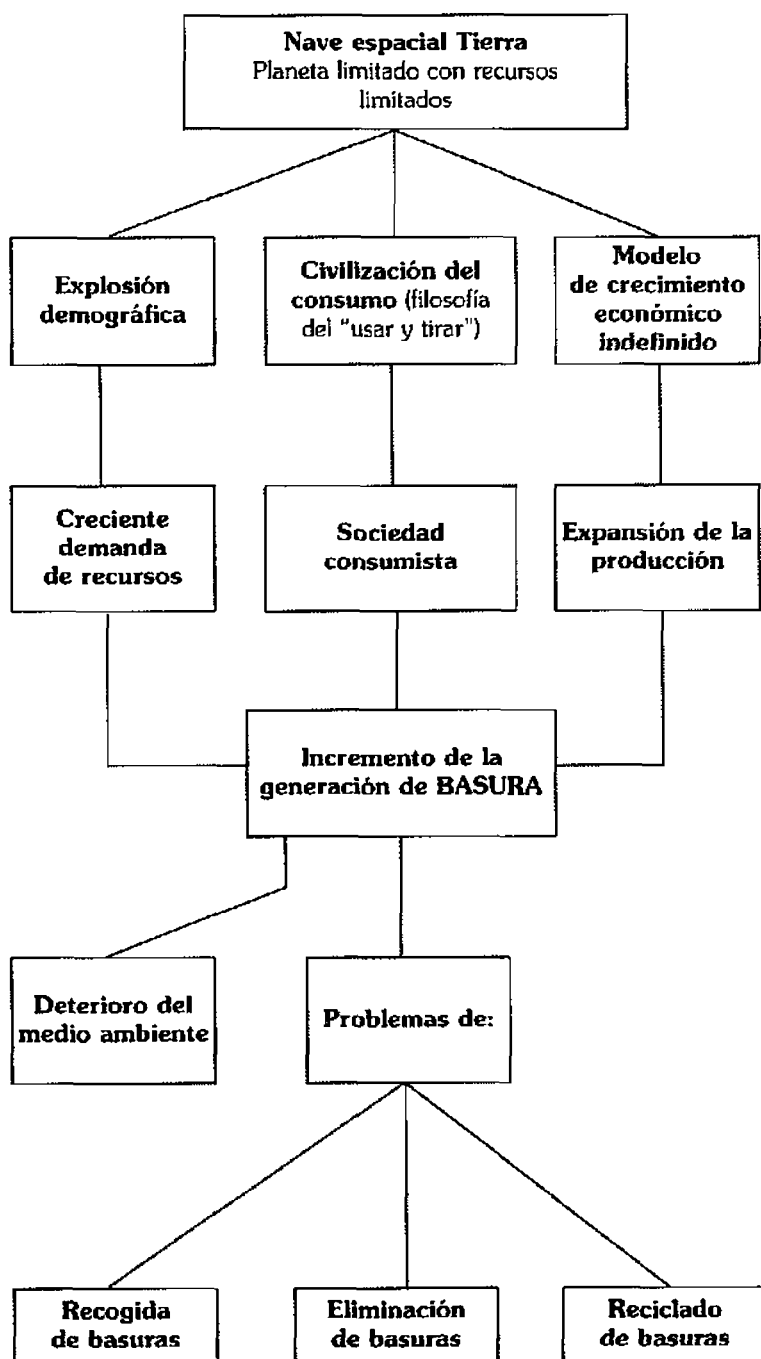 Nave espacial Tierra
Planeta limitado con recursos
limitados
Explosión
demográfica
Civilización del
consumo (filosofía
del "usar y tirar")
Modelo
de crecimiento
económico
indefinido
Creciente
demanda
de recursos
Sociedad
consumista
Expansión de la
producción
Incremento de la
generación de BASURA
Deterioro del
medio ambiente
Problemas de:
Recogida
de basuras
Eliminación
de basuras
Reciclado
de basuras